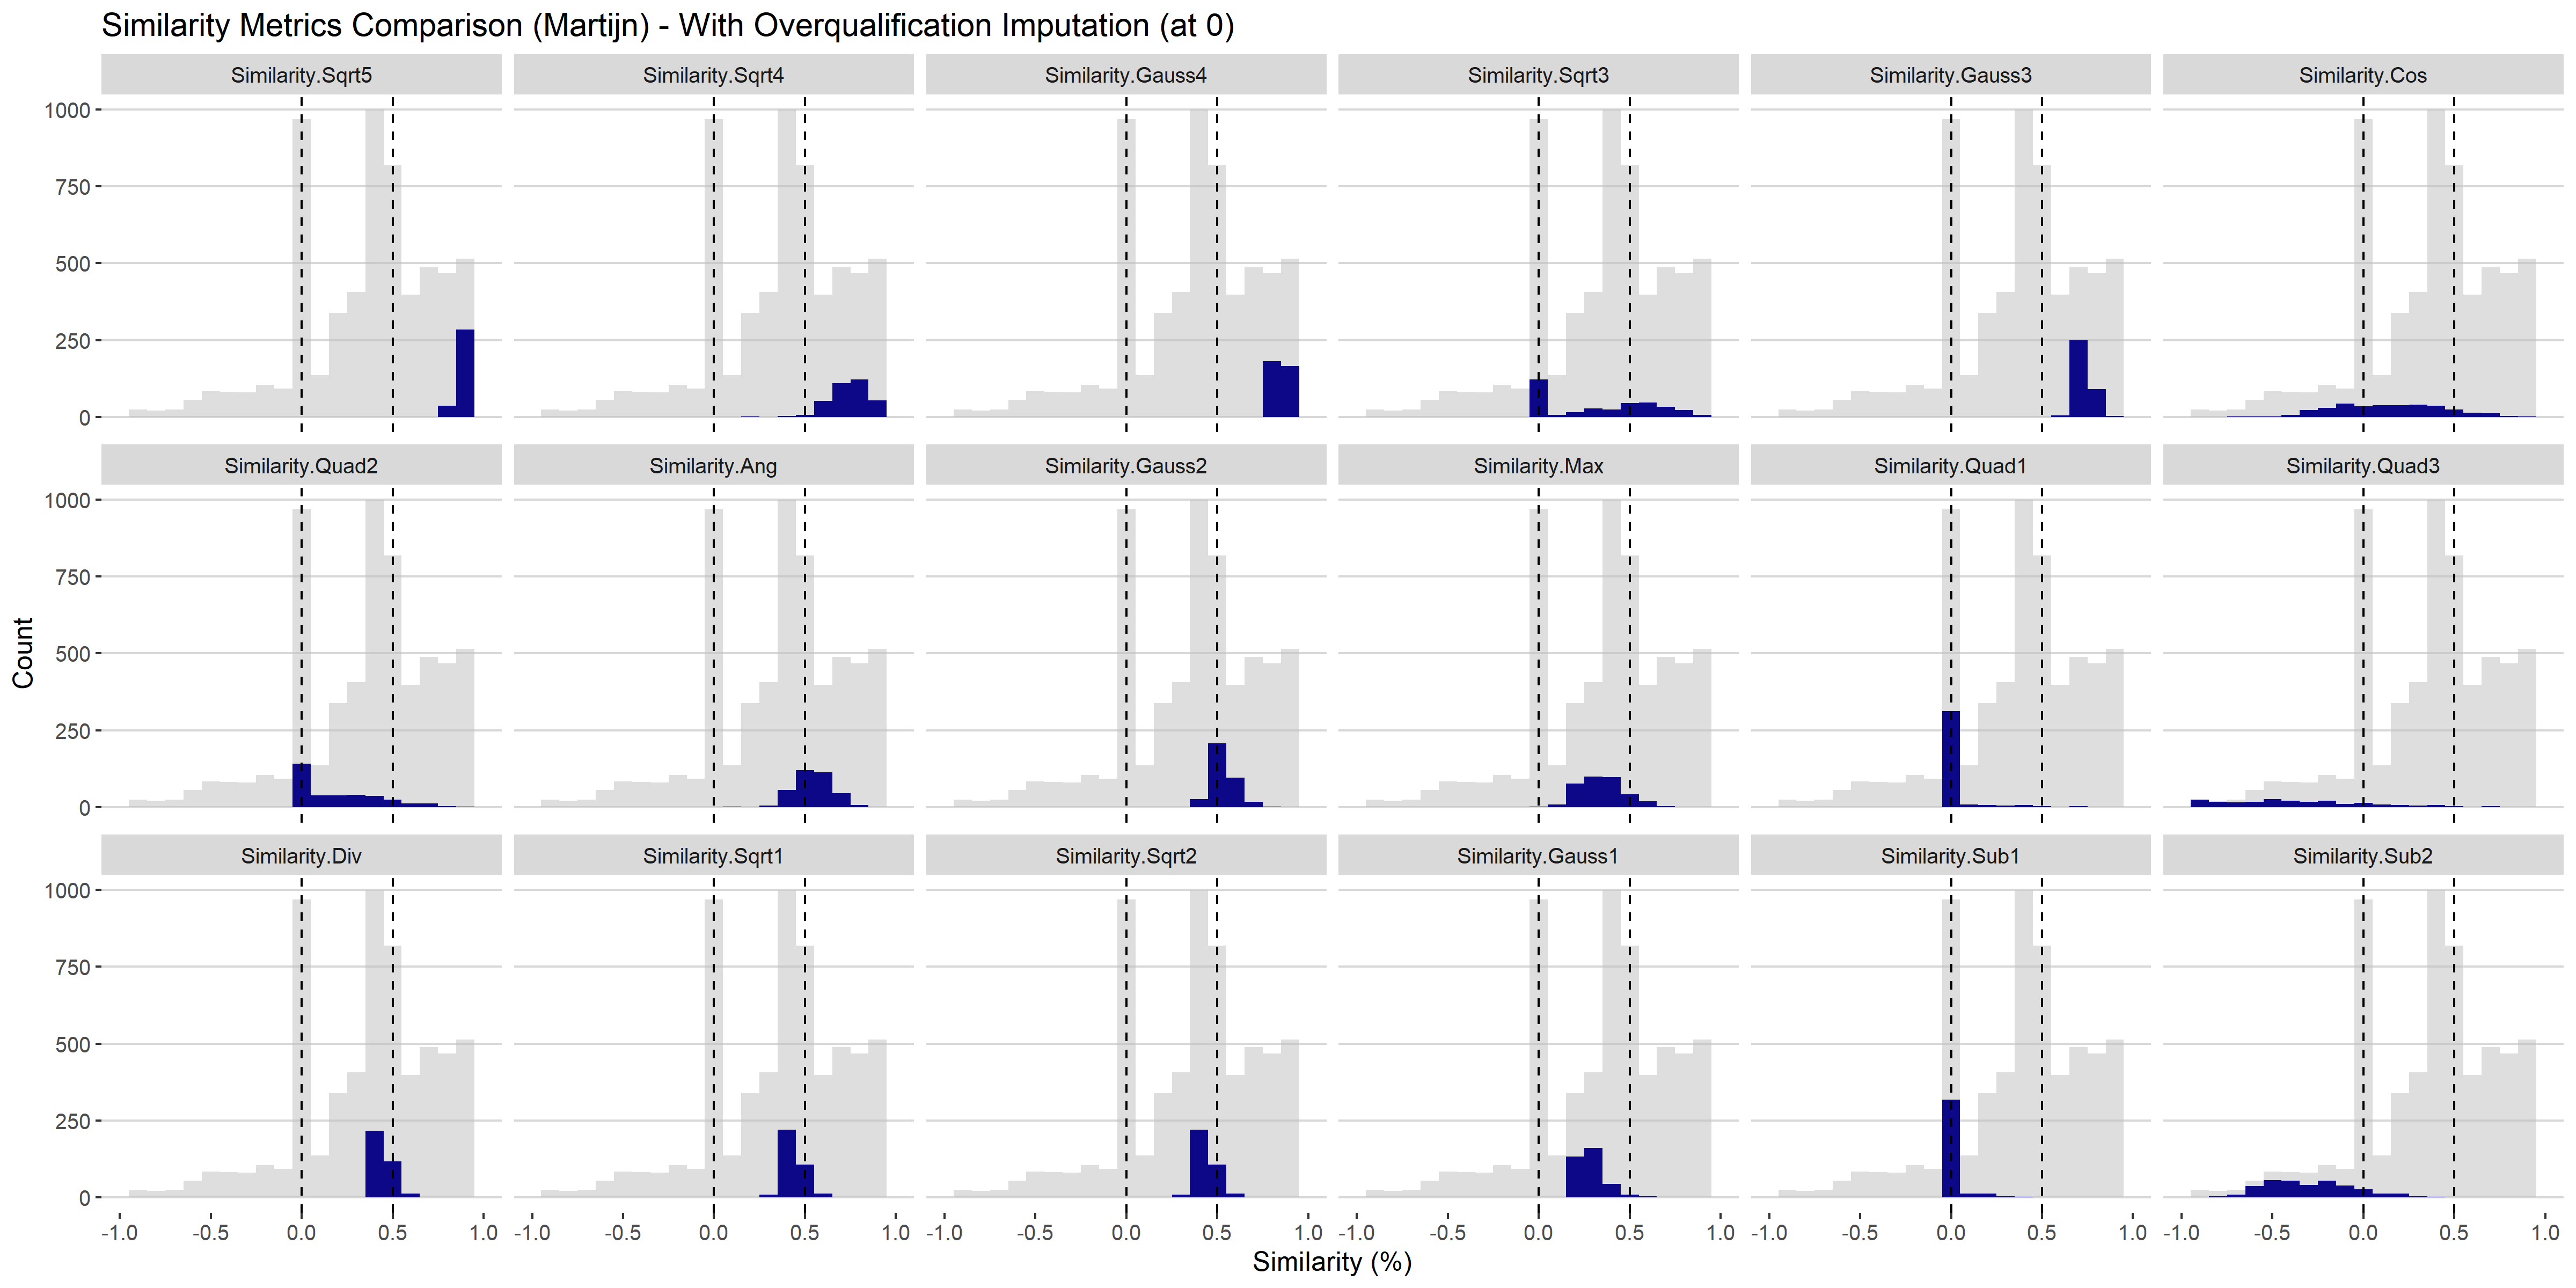 Similarity Metrics Comparison (Martijn) - With Overqualification Imputation (at 0)
Similarity.Sqrt5 Similarity.Sqrt4 Similarity.Gauss4 Similarity.Sqrt3 Similarity.Gauss3 Similarity.Cos
1000
750
500
250
0
Similarity.Quad2 Similarity.Ang Similarity.Gauss2 Similarity.Max Similarity.Quad1 Similarity.Quad3
1000
750
500
250
0
Count
Similarity.Div Similarity.Sqrt1 Similarity.Sqrt2 Similarity.Gauss1 Similarity.Sub1 Similarity.Sub2
1000
750
500
250
0
-1.0 -0.5 0.0 0.5 1.0 -1.0 -0.5 0.0 0.5 1.0 -1.0 -0.5 0.0 0.5 1.0 -1.0 -0.5 0.0 0.5 1.0 -1.0 -0.5 0.0 0.5 1.0 -1.0 -0.5 0.0 0.5 1.0
Similarity (%)